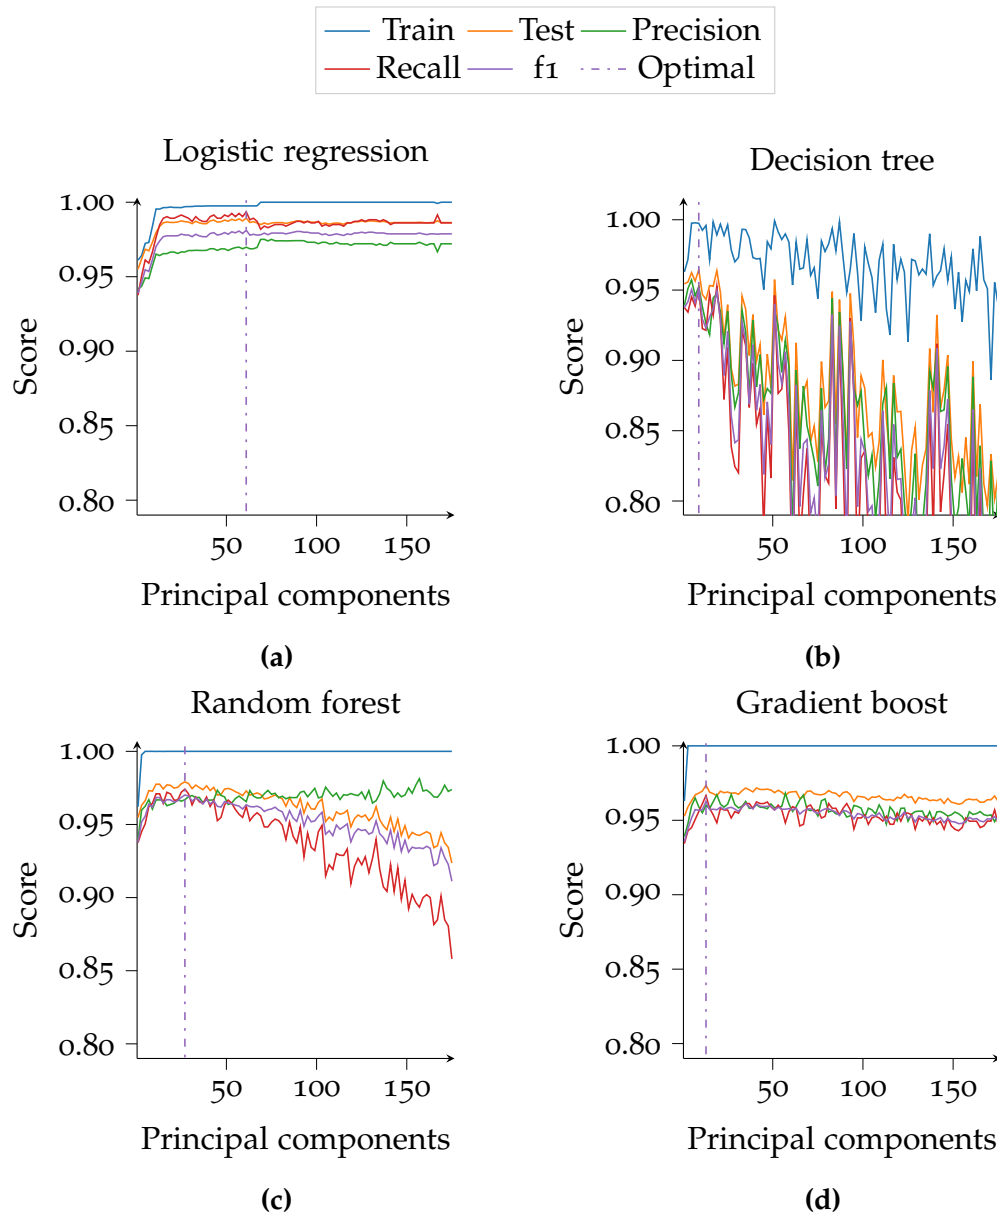 Train Test Precision
Recall f1 Optimal
Logistic regression
1.00
0.95
0.90
0.85
0.80
Score
50 100 150
Principal components
(a)
Decision tree
1.00
0.95
0.90
0.85
0.80
Score
50 100 150
Principal components
(b)
Random forest
1.00
0.95
0.90
0.85
0.80
Score
50 100 150
Principal components
(c)
Gradient boost
1.00
0.95
0.90
0.85
0.80
Score
50 100 150
Principal components
(d)